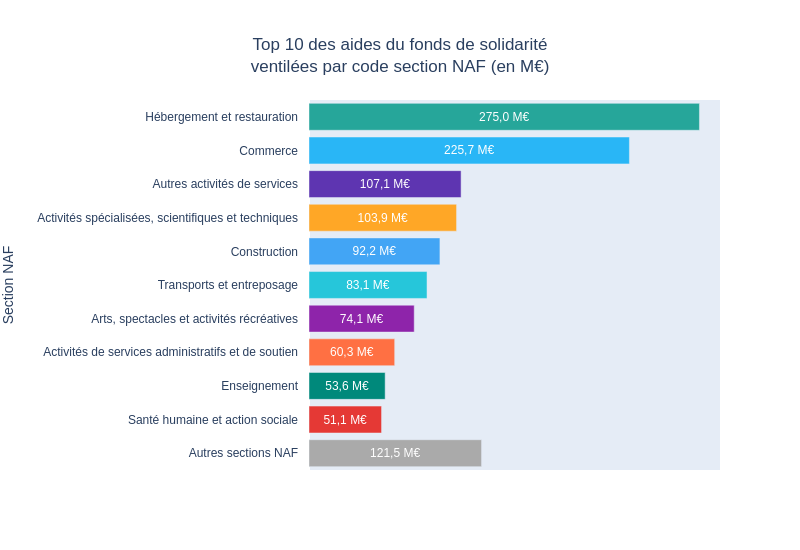 Top 10 des aides du fonds de solidarité
ventilées par code section NAF (en M€)
Section NAF
Hébergement et restauration 275,0 M€
Commerce 225,7 M€
Autres activités de services 107,1 M€
Activités spécialisées, scientifiques et techniques 103,9 M€
Construction 92,2 M€
Transports et entreposage 83,1 M€
Arts, spectacles et activités récréatives 74,1 M€
Activités de services administratifs et de soutien 60,3 M€
Enseignement 53,6 M€
Santé humaine et action sociale 51,1 M€
Autres sections NAF 121,5 M€